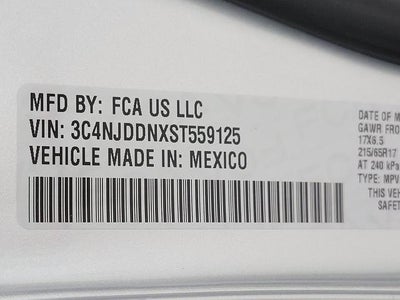 MFD BY: FCA US LLC
VIN: 3C4NJDDNXST559125
VEHICLE MADE IN: MEXICO
DATE OF M
GAWR FRO
17X6.5
215/65R17
AT 240 kPa
TYPE: MPV
THIS VEH
SAFET